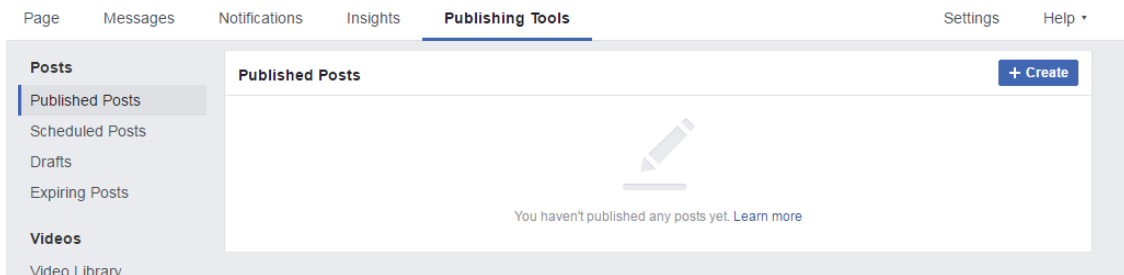 Page Messages Notifications Insights Publishing Tools Settings Help
Posts
Published Posts
Scheduled Posts
Drafts
Expiring Posts
Videos
Video Library
Published Posts
+ Create
You haven't published any posts yet. Learn more